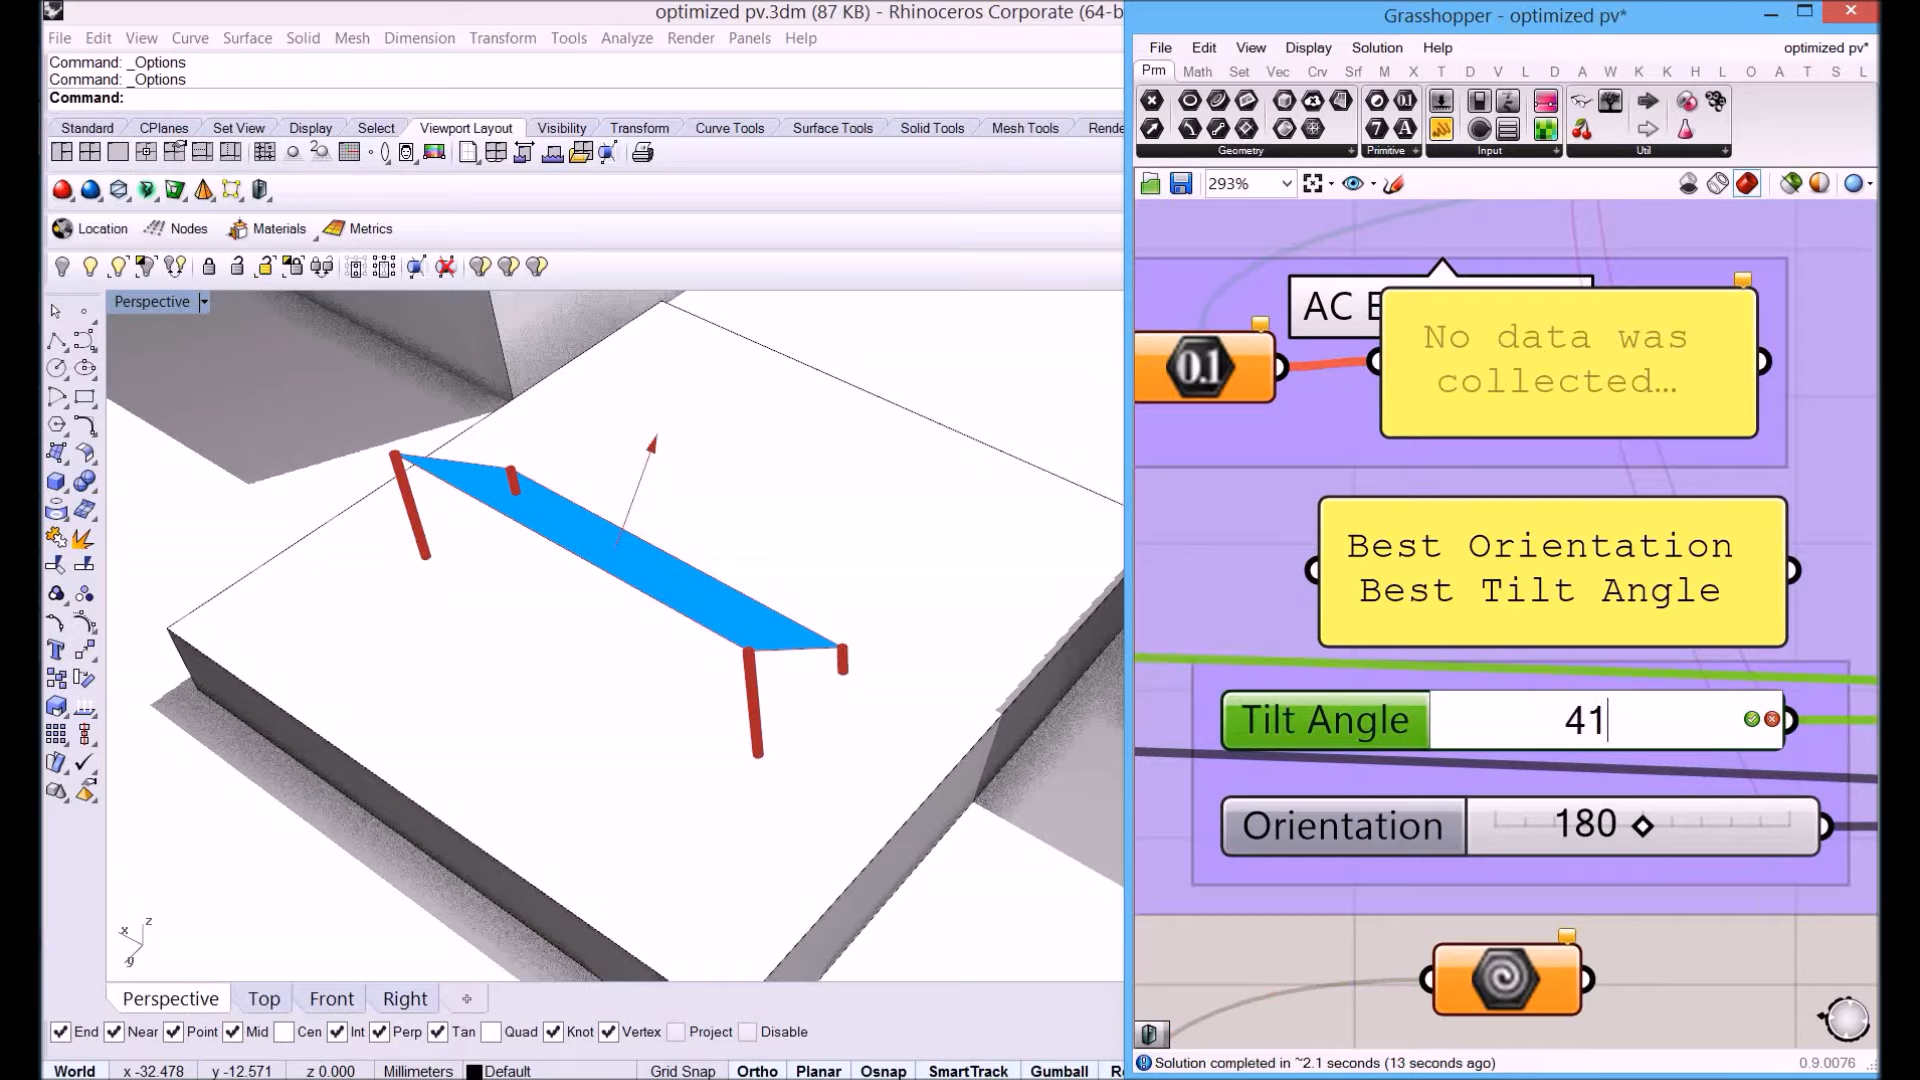 optimized pv.3dm (87 KB) - Rhinoceros Corporate (64-b
File Edit View Curve Surface Solid Mesh Dimension Transform Tools Analyze Render Panels Help
Command: _Options
Command: _Options
Command:
Standard CPlanes Set View Display Select Viewport Layout Visibility Transform Curve Tools Surface Tools Solid Tools Mesh Tools Rende
Location Nodes Materials Metrics
Perspective
z
x
y
Perspective Top Front Right
End Near Point Mid Cen Int Perp Tan Quad Knot Vertex Project Disable
World x -32.478 y -12.571 z 0.000 Millimeters Default Grid Snap Ortho Planar Osnap SmartTrack Gumball R
Grasshopper - optimized pv*
File Edit View Display Solution Help optimized pv*
Prm Math Set Vec Crv Srf M X T D V L D A W K K H L O A T S L
Geometry Primitive Input Util
293%
AC E
No data was
collected…
0.1
Best Orientation
Best Tilt Angle
Tilt Angle 41
Orientation 180
Solution completed in ~2.1 seconds (13 seconds ago) 0.9.0076